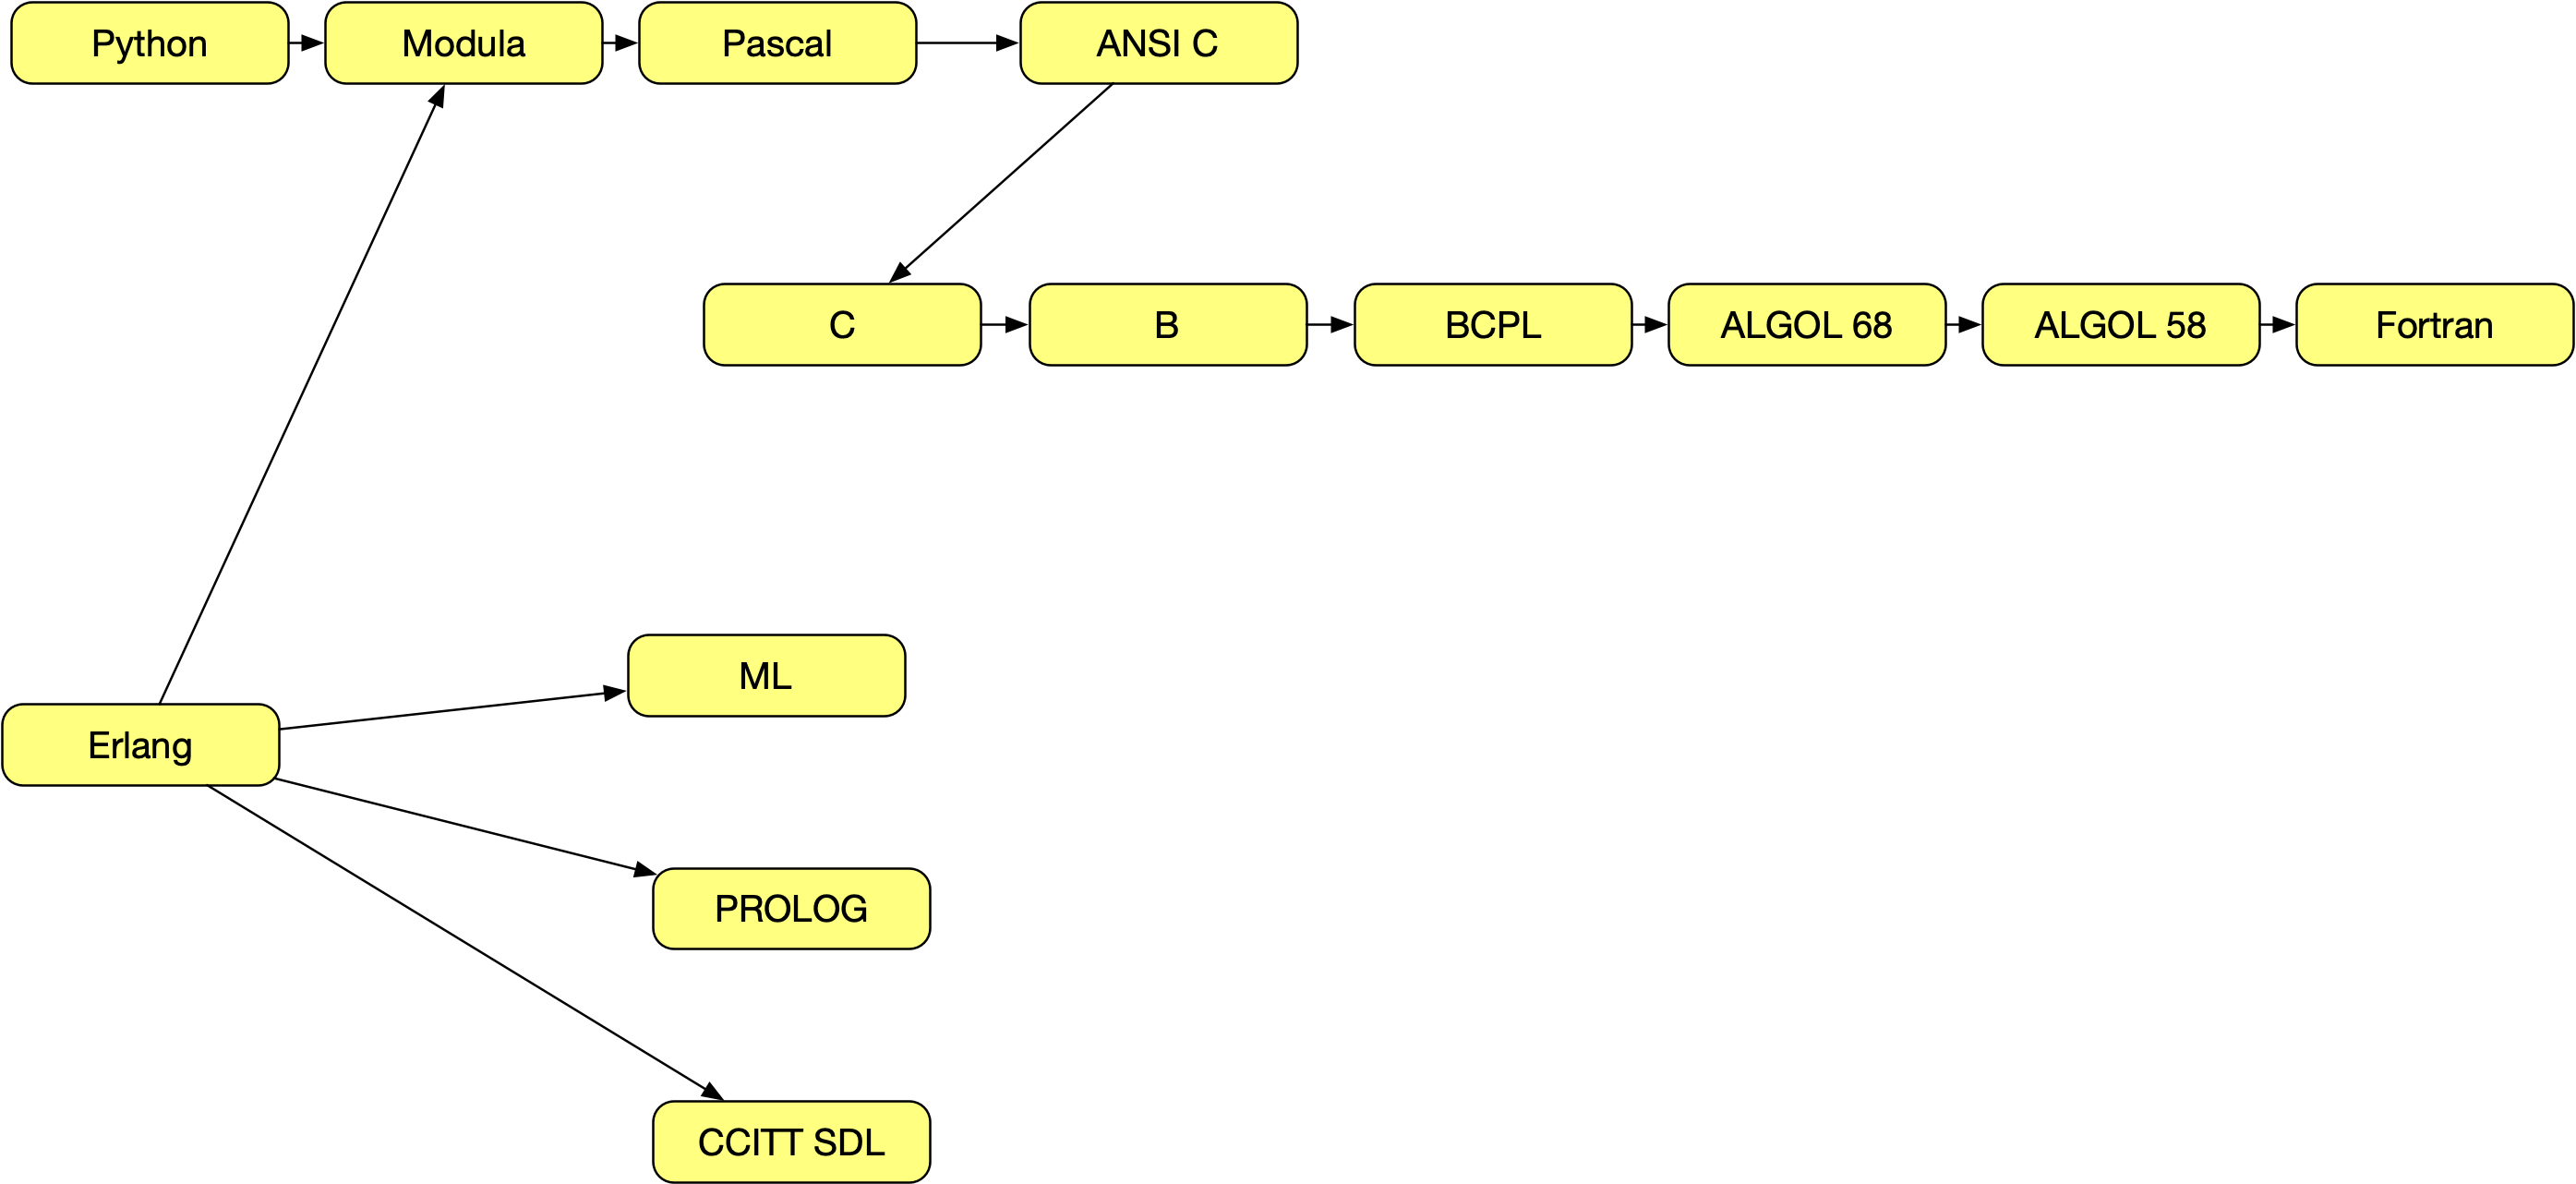 Python
Modula
Pascal
ANSI C
C
B
BCPL
ALGOL 68
ALGOL 58
Fortran
ML
Erlang
PROLOG
CCITT SDL